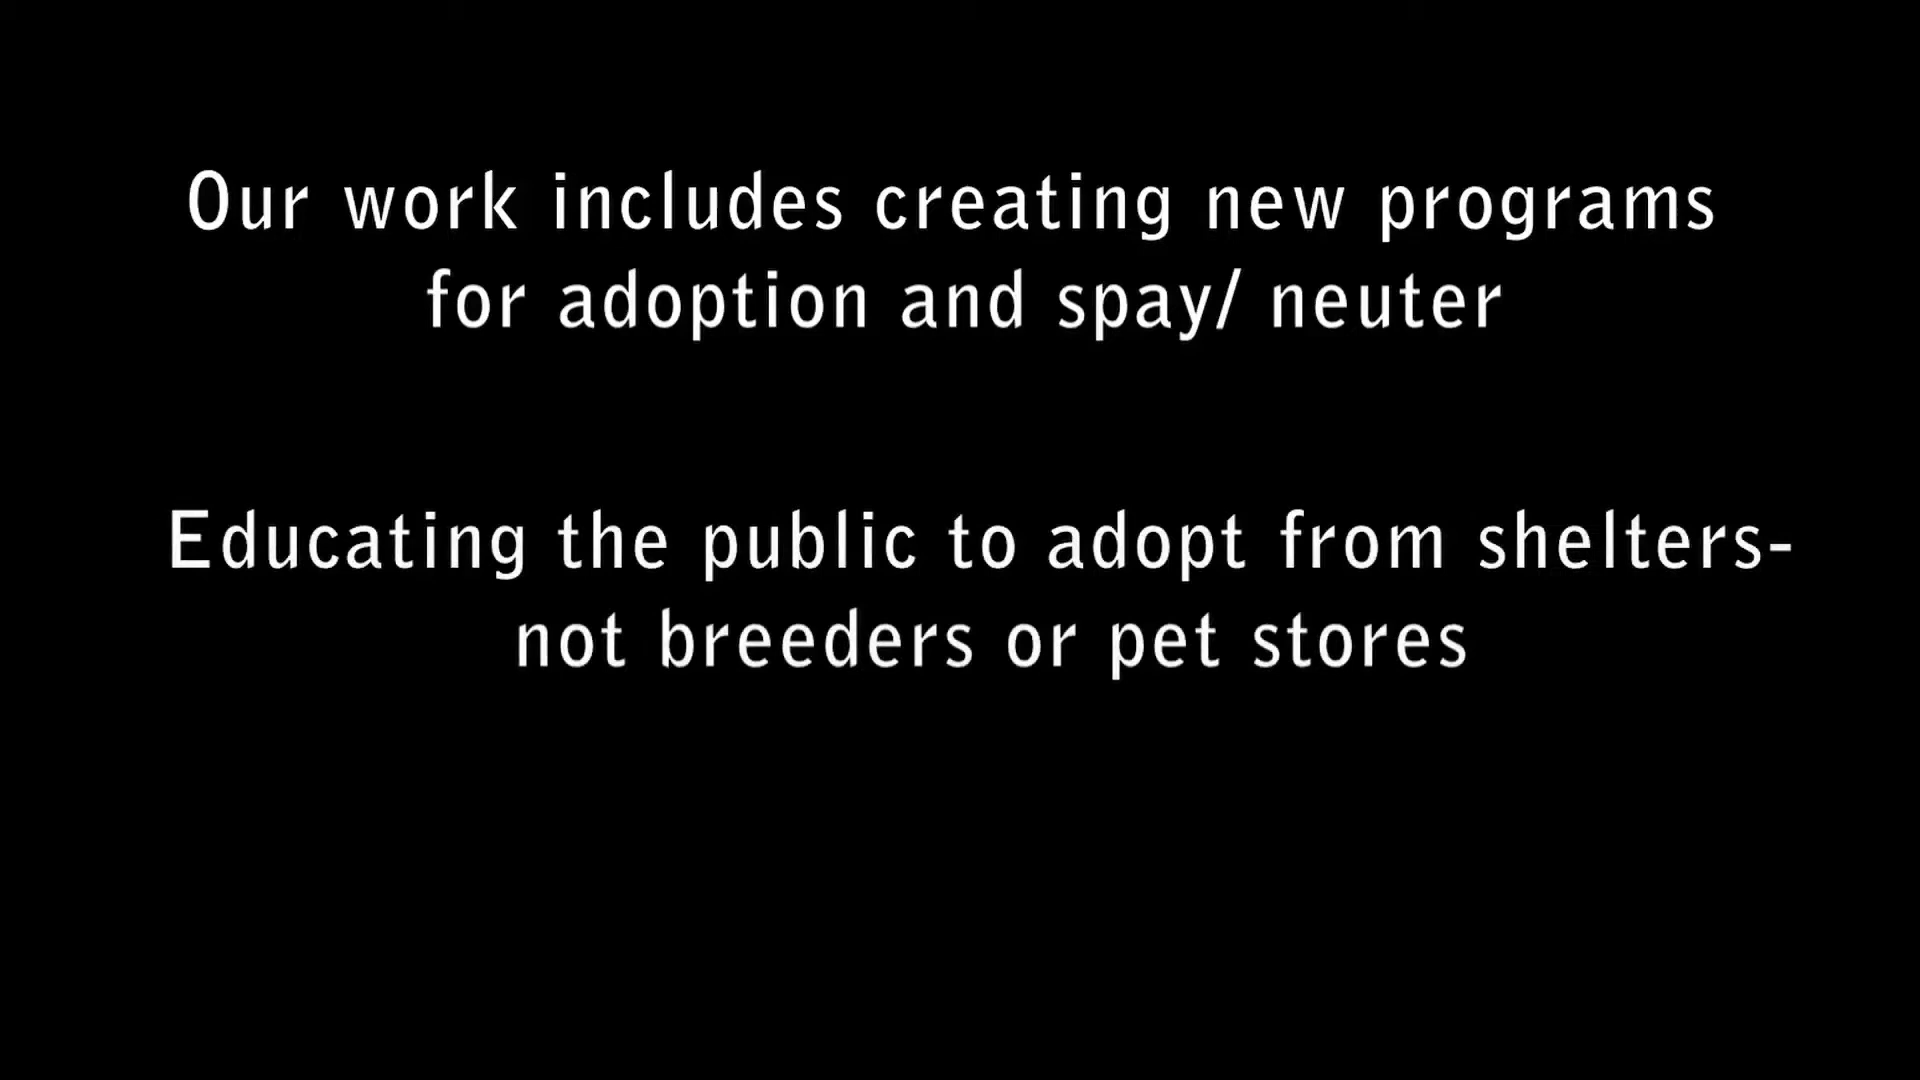 Our work includes creating new programs
for adoption and spay/ neuter
Educating the public to adopt from shelters-
not breeders or pet stores